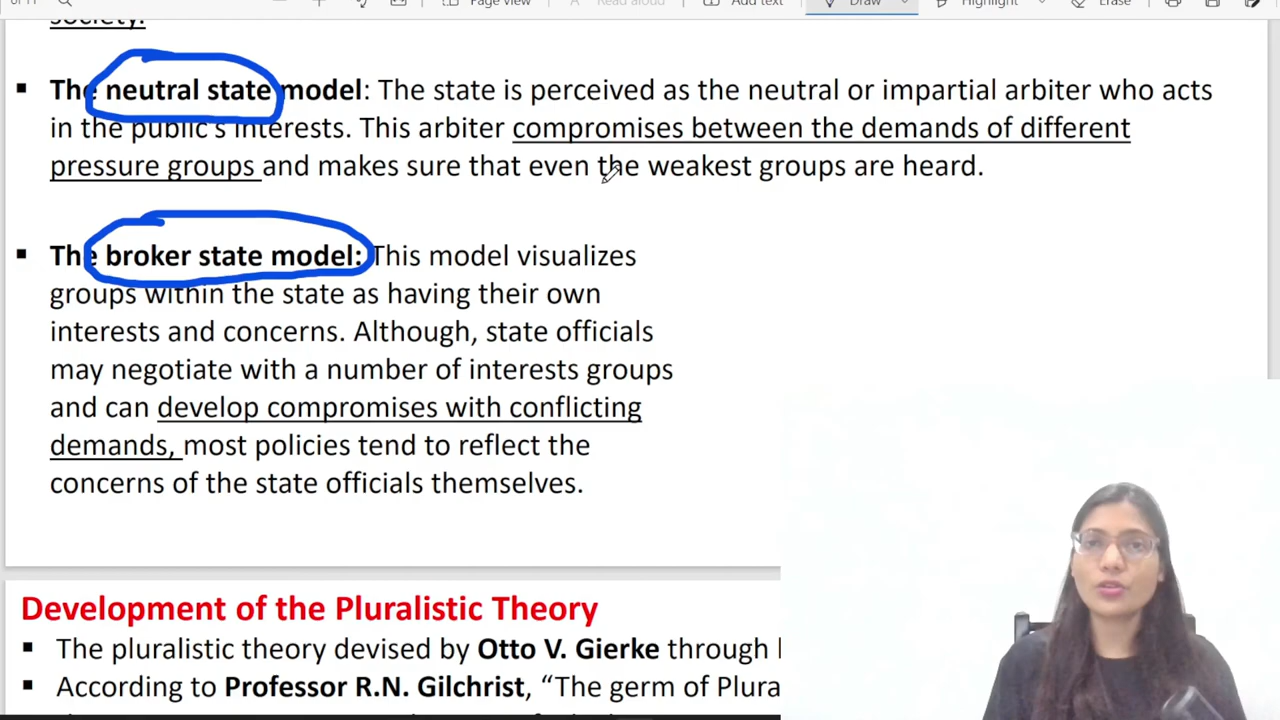 Page view
Read aloud
Add text
Draw
Highlight
Erase
society.
▪ The neutral state model: The state is perceived as the neutral or impartial arbiter who acts
in the public's interests. This arbiter compromises between the demands of different
pressure groups and makes sure that even the weakest groups are heard.
▪ The broker state model: This model visualizes
groups within the state as having their own
interests and concerns. Although, state officials
may negotiate with a number of interests groups
and can develop compromises with conflicting
demands, most policies tend to reflect the
concerns of the state officials themselves.
Development of the Pluralistic Theory
▪ The pluralistic theory devised by Otto V. Gierke through
▪ According to Professor R.N. Gilchrist, “The germ of Plura